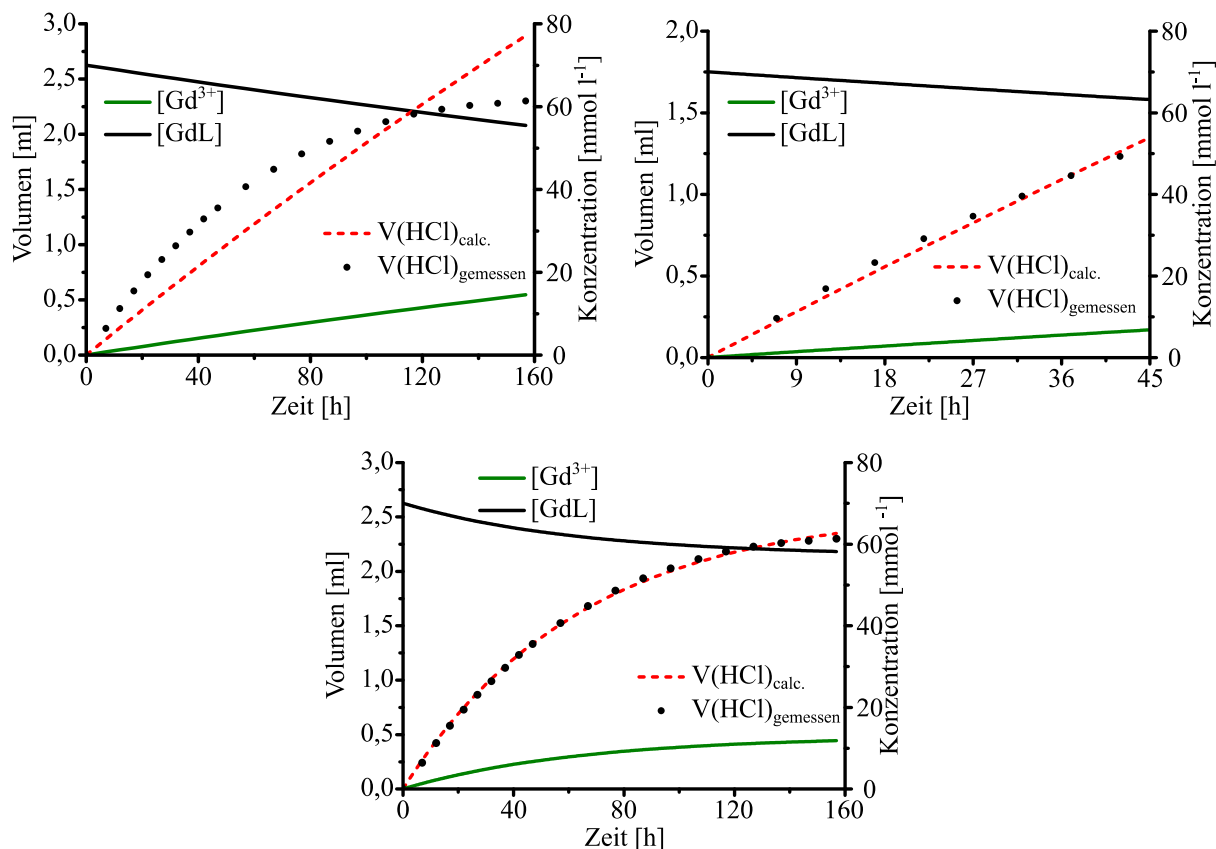 3,0
2,5
2,0
1,5
1,0
0,5
0,0
Volumen [ml]
80
60
40
20
0
Konzentration [mmol l⁻¹]
[Gd³⁺]
[GdL]
V(HCl)calc.
V(HCl)gemessen
0 40 80 120 160
Zeit [h]
2,0
1,5
1,0
0,5
0,0
Volumen [ml]
80
60
40
20
0
Konzentration [mmol l⁻¹]
[Gd³⁺]
[GdL]
V(HCl)calc.
V(HCl)gemessen
0 9 18 27 36 45
Zeit [h]
3,0
2,5
2,0
1,5
1,0
0,5
0,0
Volumen [ml]
80
60
40
20
0
Konzentration [mmol l⁻¹]
[Gd³⁺]
[GdL]
V(HCl)calc.
V(HCl)gemessen
0 40 80 120 160
Zeit [h]